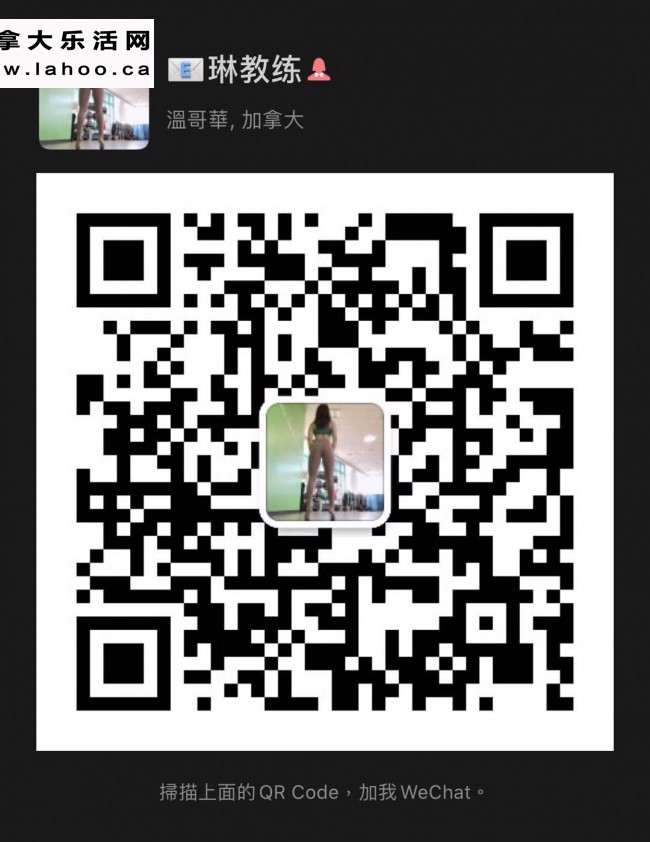 拿大乐活网
w.lahoo.ca
琳教练
溫哥華, 加拿大
掃描上面的 QR Code，加我 WeChat。